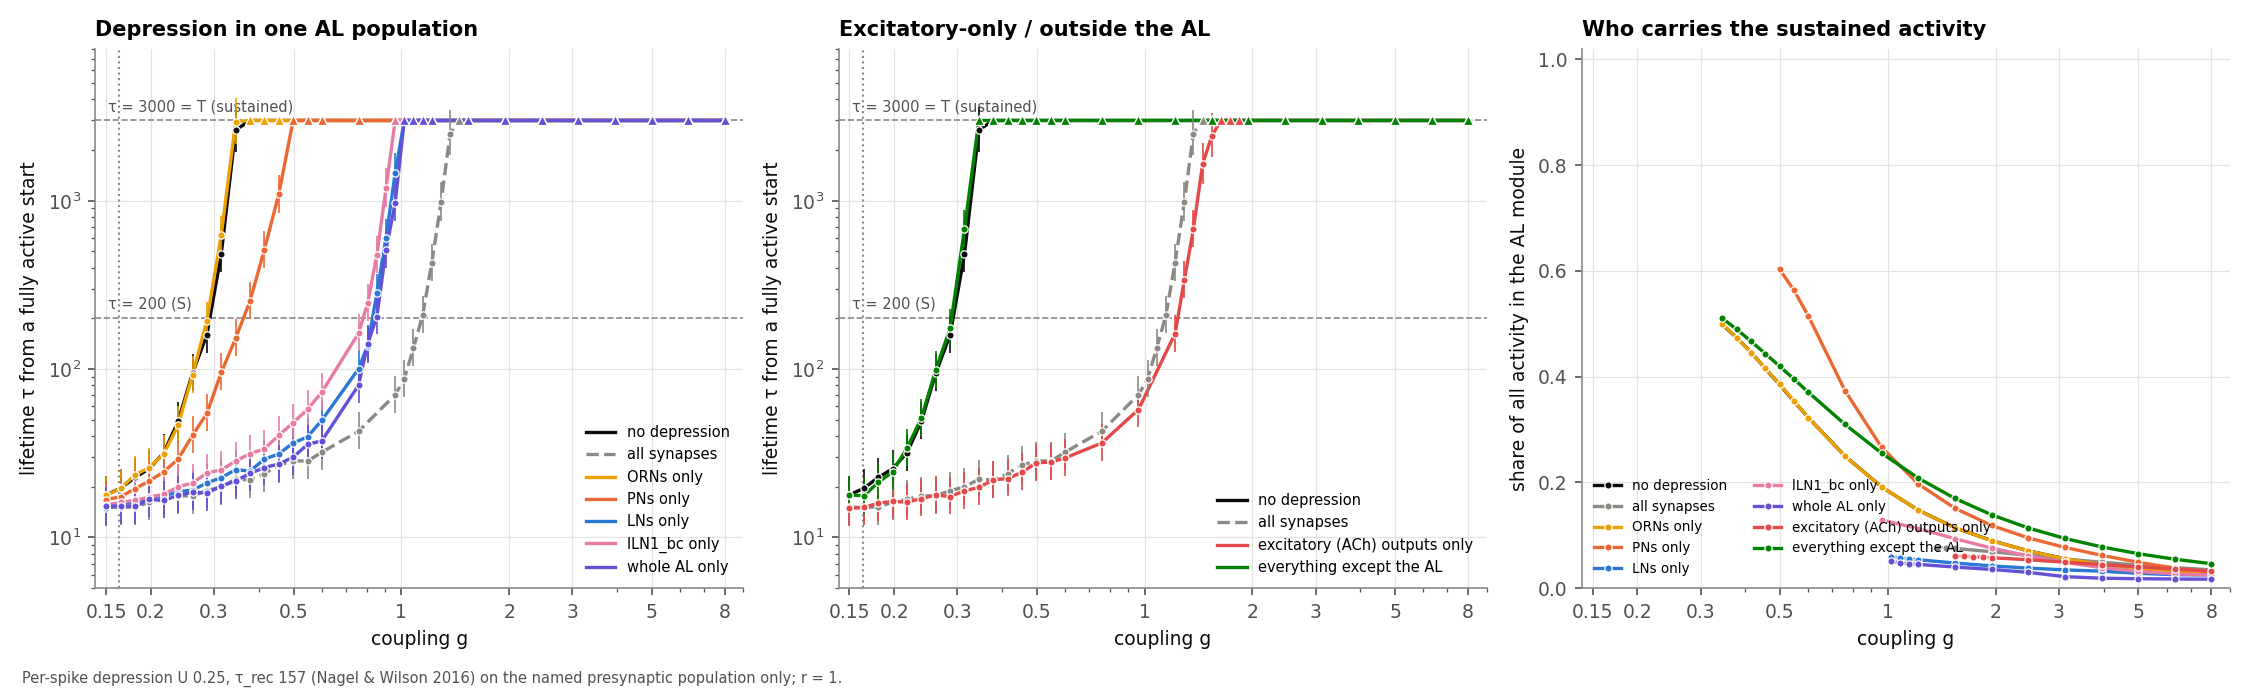 Depression in one AL population
lifetime τ from a fully active start
10³
10²
10¹
τ = 3000 = T (sustained)
τ = 200 (S)
no depression
all synapses
ORNs only
PNs only
LNs only
lLN1_bc only
whole AL only
0.15 0.2 0.3 0.5 1 2 3 5 8
coupling g
Excitatory-only / outside the AL
lifetime τ from a fully active start
10³
10²
10¹
τ = 3000 = T (sustained)
τ = 200 (S)
no depression
all synapses
excitatory (ACh) outputs only
everything except the AL
0.15 0.2 0.3 0.5 1 2 3 5 8
coupling g
Who carries the sustained activity
share of all activity in the AL module
1.0
0.8
0.6
0.4
0.2
0.0
no depression
all synapses
ORNs only
PNs only
LNs only
lLN1_bc only
whole AL only
excitatory (ACh) outputs only
everything except the AL
0.15 0.2 0.3 0.5 1 2 3 5 8
coupling g
Per-spike depression U 0.25, τ_rec 157 (Nagel & Wilson 2016) on the named presynaptic population only; r = 1.